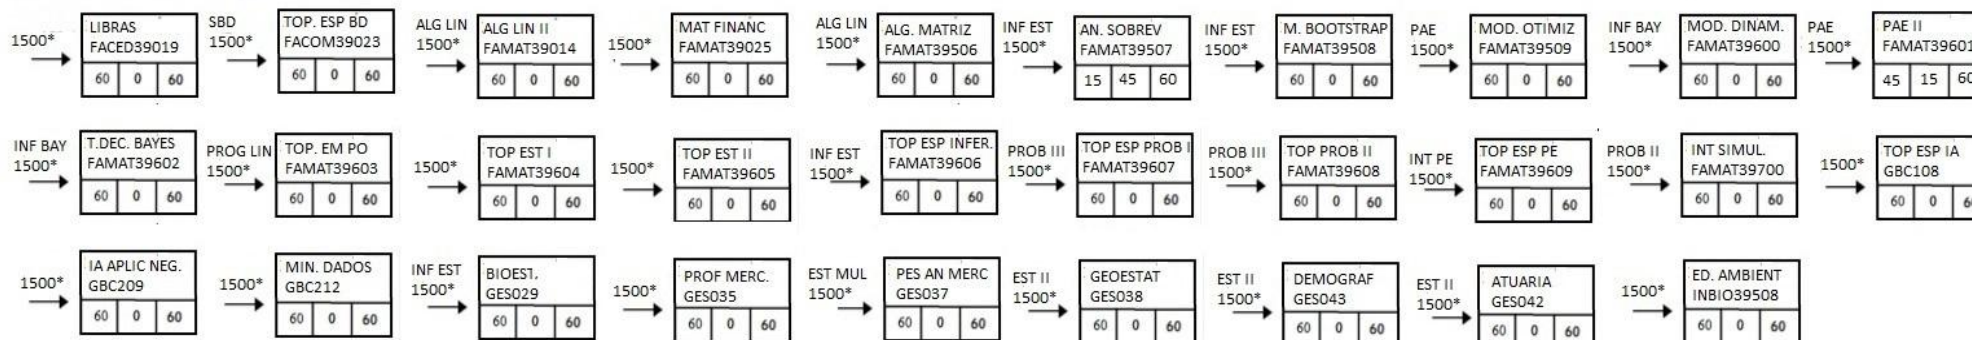 1500*
LIBRAS
FACED39019
60 0 60
SBD
1500*
TOP. ESP BD
FACOM39023
60 0 60
ALG LIN
1500*
ALG LIN II
FAMAT39014
60 0 60
1500*
MAT FINANC
FAMAT39025
60 0 60
ALG LIN
1500*
ALG. MATRIZ
FAMAT39506
60 0 60
INF EST
1500*
AN. SOBREV
FAMAT39507
15 45 60
INF EST
1500*
M. BOOTSTRAP
FAMAT39508
60 0 60
PAE
1500*
MOD. OTIMIZ
FAMAT39509
60 0 60
INF BAY
1500*
MOD. DINAM.
FAMAT39600
60 0 60
PAE
1500*
PAE II
FAMAT39601
45 15 60
INF BAY
1500*
T.DEC. BAYES
FAMAT39602
60 0 60
PROG LIN
1500*
TOP. EM PO
FAMAT39603
60 0 60
1500*
TOP EST I
FAMAT39604
60 0 60
1500*
TOP EST II
FAMAT39605
60 0 60
INF EST
1500*
TOP ESP INFER.
FAMAT39606
60 0 60
PROB III
1500*
TOP ESP PROB I
FAMAT39607
60 0 60
PROB III
1500*
TOP PROB II
FAMAT39608
60 0 60
INT PE
1500*
TOP ESP PE
FAMAT39609
60 0 60
PROB II
1500*
INT SIMUL.
FAMAT39700
60 0 60
1500*
TOP ESP IA
GBC108
60 0
1500*
IA APLIC NEG.
GBC209
60 0 60
1500*
MIN. DADOS
GBC212
60 0 60
INF EST
1500*
BIOEST.
GES029
60 0 60
1500*
PROF MERC.
GES035
60 0 60
EST MUL
1500*
PES AN MERC
GES037
60 0 60
EST II
1500*
GEOESTAT
GES038
60 0 60
EST II
1500*
DEMOGRAF
GES043
60 0 60
EST II
1500*
ATUARIA
GES042
60 0 60
1500*
ED. AMBIENT
INBIO39508
60 0 60